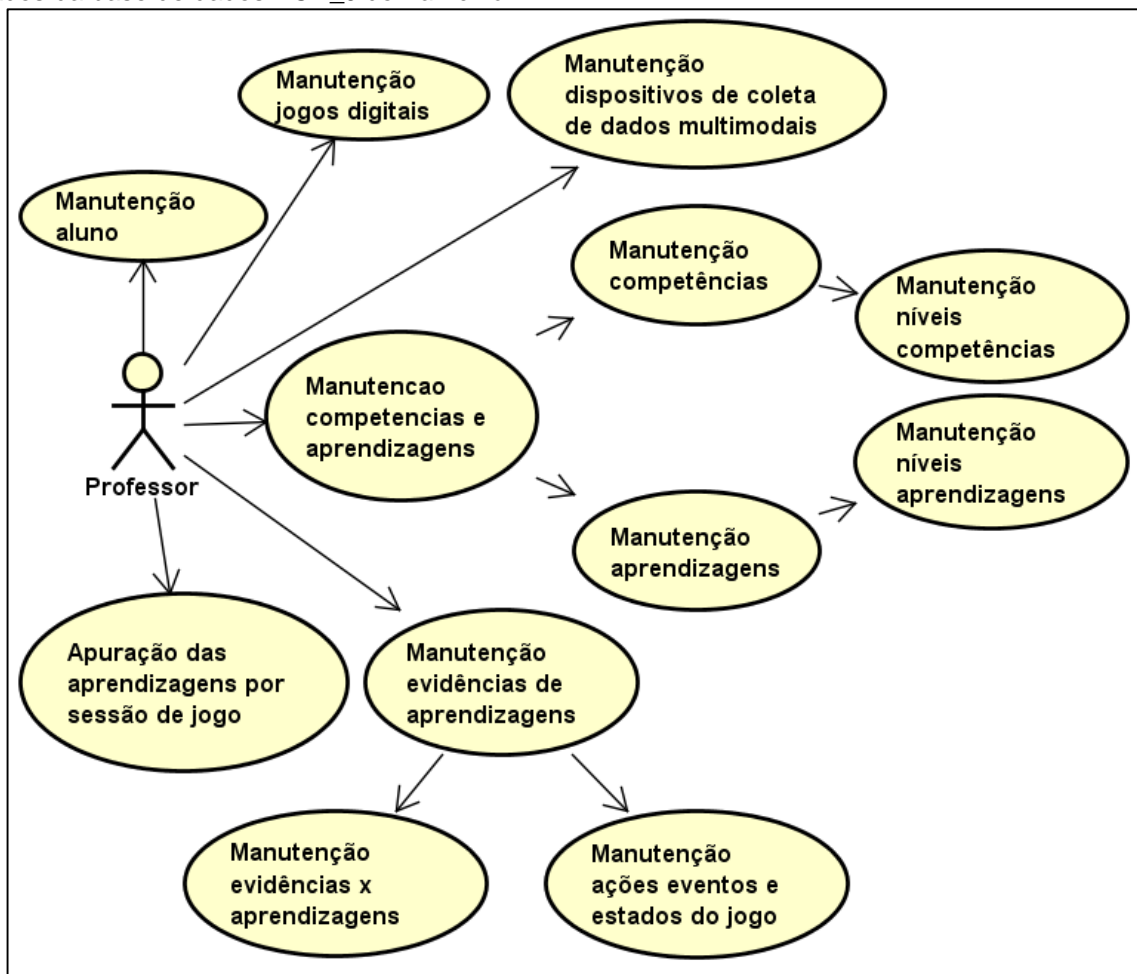 Manutenção
jogos digitais
Manutenção
dispositivos de coleta
de dados multimodais
Manutenção
aluno
Manutenção
competências
Manutenção
níveis
competências
Manutencao
competencias e
aprendizagens
Manutenção
níveis
aprendizagens
Professor
Manutenção
aprendizagens
Apuração das
aprendizagens por
sessão de jogo
Manutenção
evidências de
aprendizagens
Manutenção
evidências x
aprendizagens
Manutenção
ações eventos e
estados do jogo